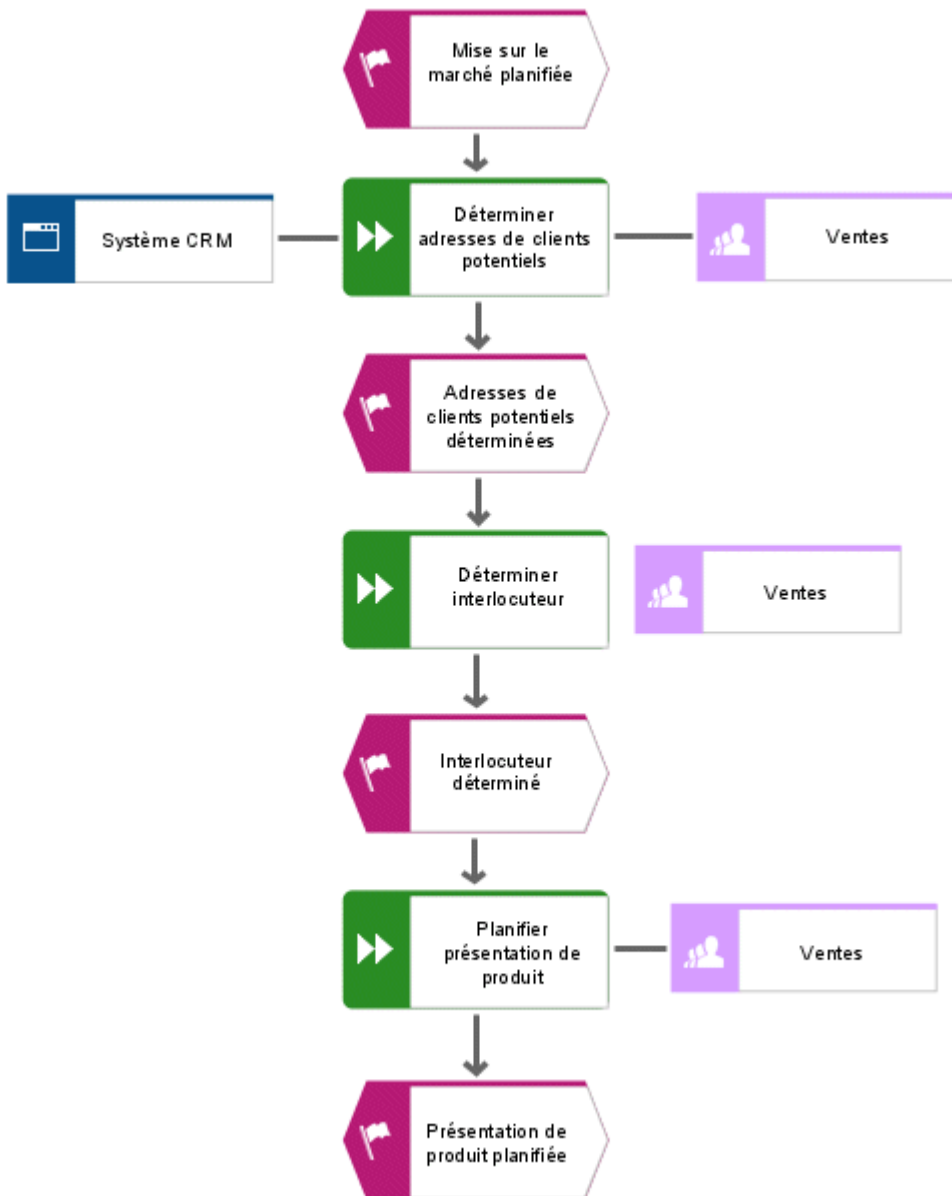 Mise sur le
marché planifiée
Système CRM
Déterminer
adresses de clients
potentiels
Ventes
Adresses de
clients potentiels
déterminées
Déterminer
interlocuteur
Ventes
Interlocuteur
déterminé
Planifier
présentation de
produit
Ventes
Présentation de
produit planifiée